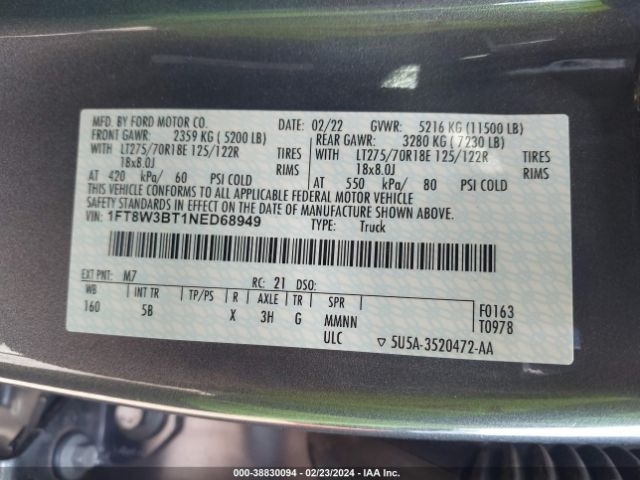 MFD. BY FORD MOTOR CO. DATE: 02/22 GVWR: 5216 KG (11500 LB)
FRONT GAWR: 2359 KG (5200 LB) REAR GAWR: 3280 KG (7230 LB)
WITH LT275/70R18E 125/122R TIRES WITH LT275/70R18E 125/122R TIRES
18x8.0J RIMS 18x8.0J RIMS
AT 420 kPa/ 60 PSI COLD AT 550 kPa/ 80 PSI COLD
THIS VEHICLE CONFORMS TO ALL APPLICABLE FEDERAL MOTOR VEHICLE
SAFETY STANDARDS IN EFFECT ON THE DATE OF MANUFACTURE SHOWN ABOVE.
VIN: 1FT8W3BT1NED68949 TYPE: Truck
EXT PNT: M7 RC: 21 DSO:
WB INT TR TP/PS R AXLE TR SPR F0163
160 5B X 3H G MMNN T0978
ULC ▽ 5U5A-3520472-AA
000-38830094 - 02/23/2024 - IAA Inc.